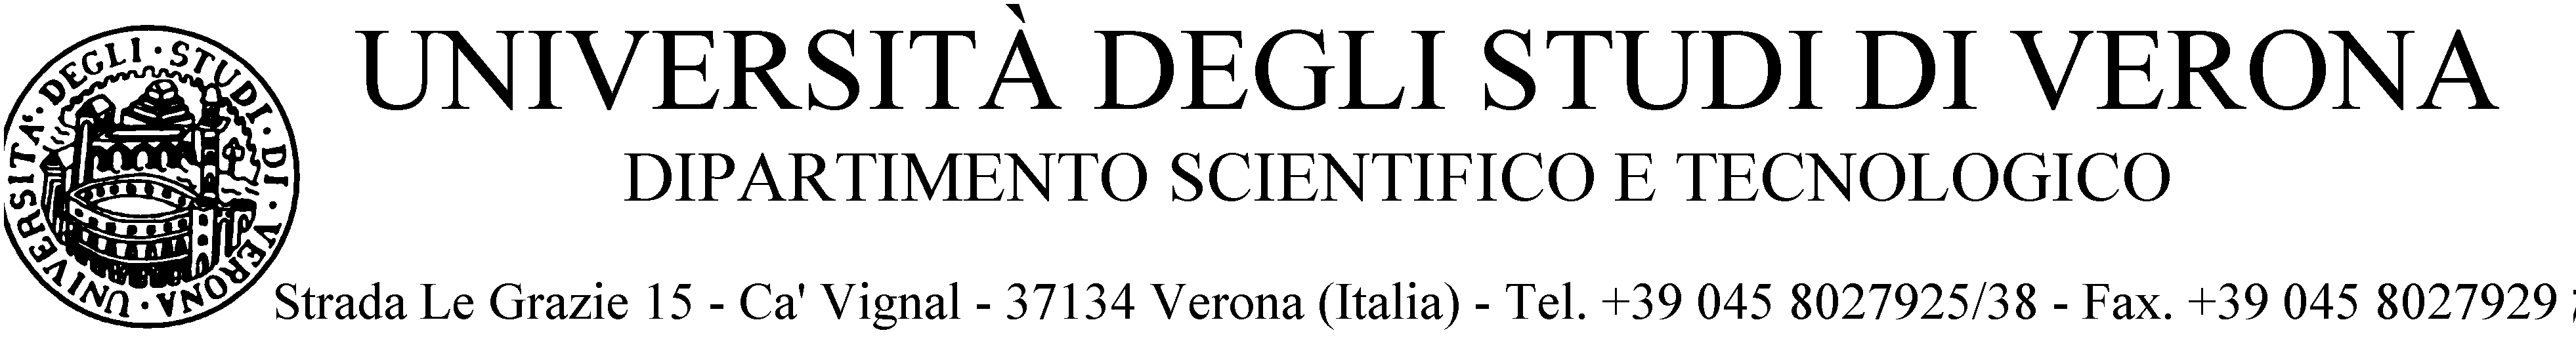 UNIVERSITÀ DEGLI STUDI DI VERONA
DIPARTIMENTO SCIENTIFICO E TECNOLOGICO
UNIVERSITA'·DEGLI·STUDI·DI·VERONA·
Strada Le Grazie 15 - Ca' Vignal - 37134 Verona (Italia) - Tel. +39 045 8027925/38 - Fax. +39 045 8027929